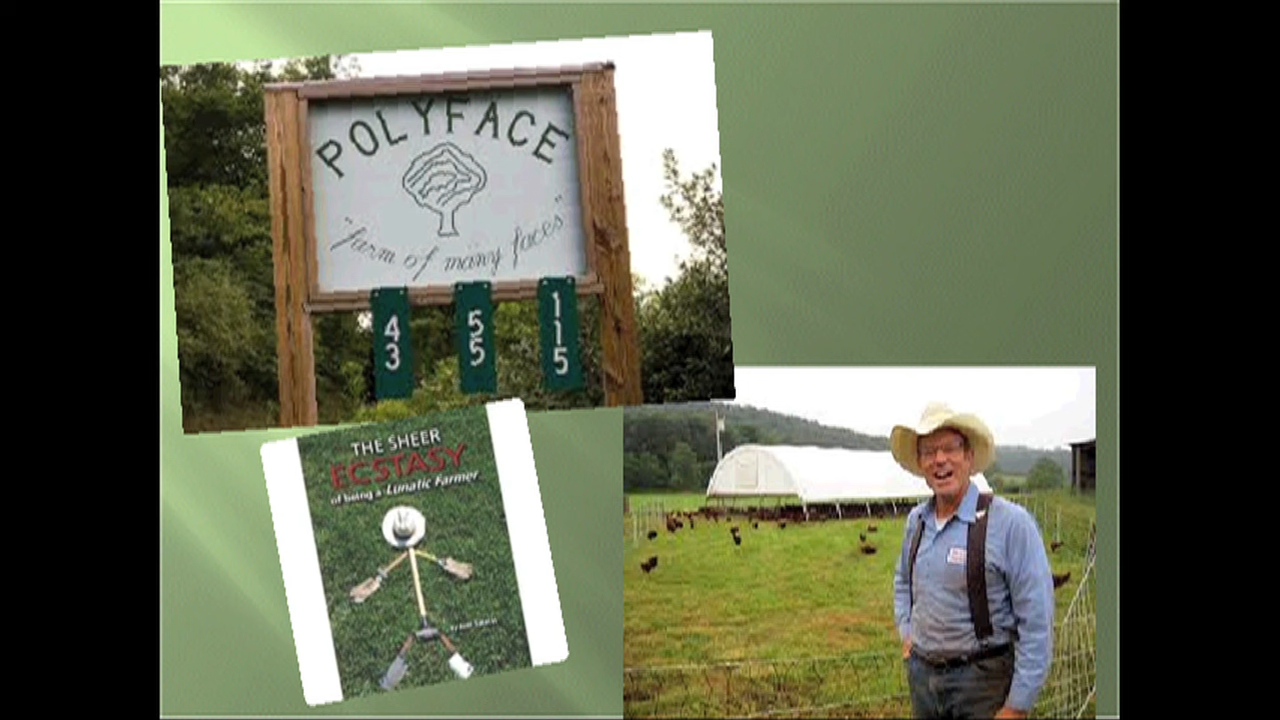 POLYFACE
"farm of many faces"
43
55
115
THE SHEER
ECSTASY
of being a Lunatic Farmer